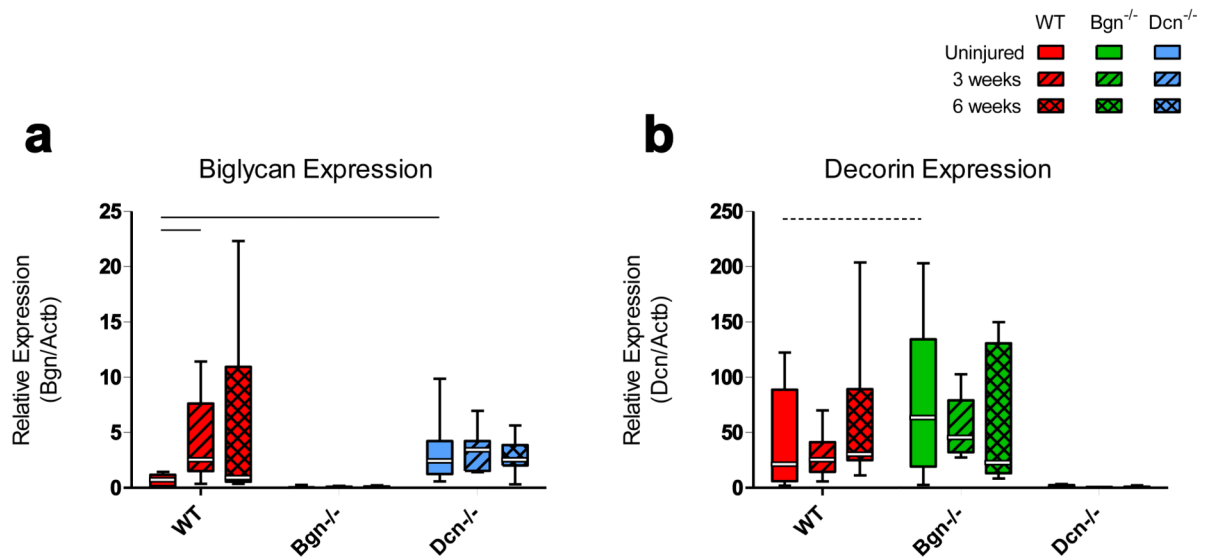 WT Bgn-/- Dcn-/-
Uninjured
3 weeks
6 weeks
a
Biglycan Expression
Relative Expression
(Bgn/Actb)
25
20
15
10
5
0
WT
Bgn-/-
Dcn-/-
b
Decorin Expression
Relative Expression
(Dcn/Actb)
250
200
150
100
50
0
WT
Bgn-/-
Dcn-/-